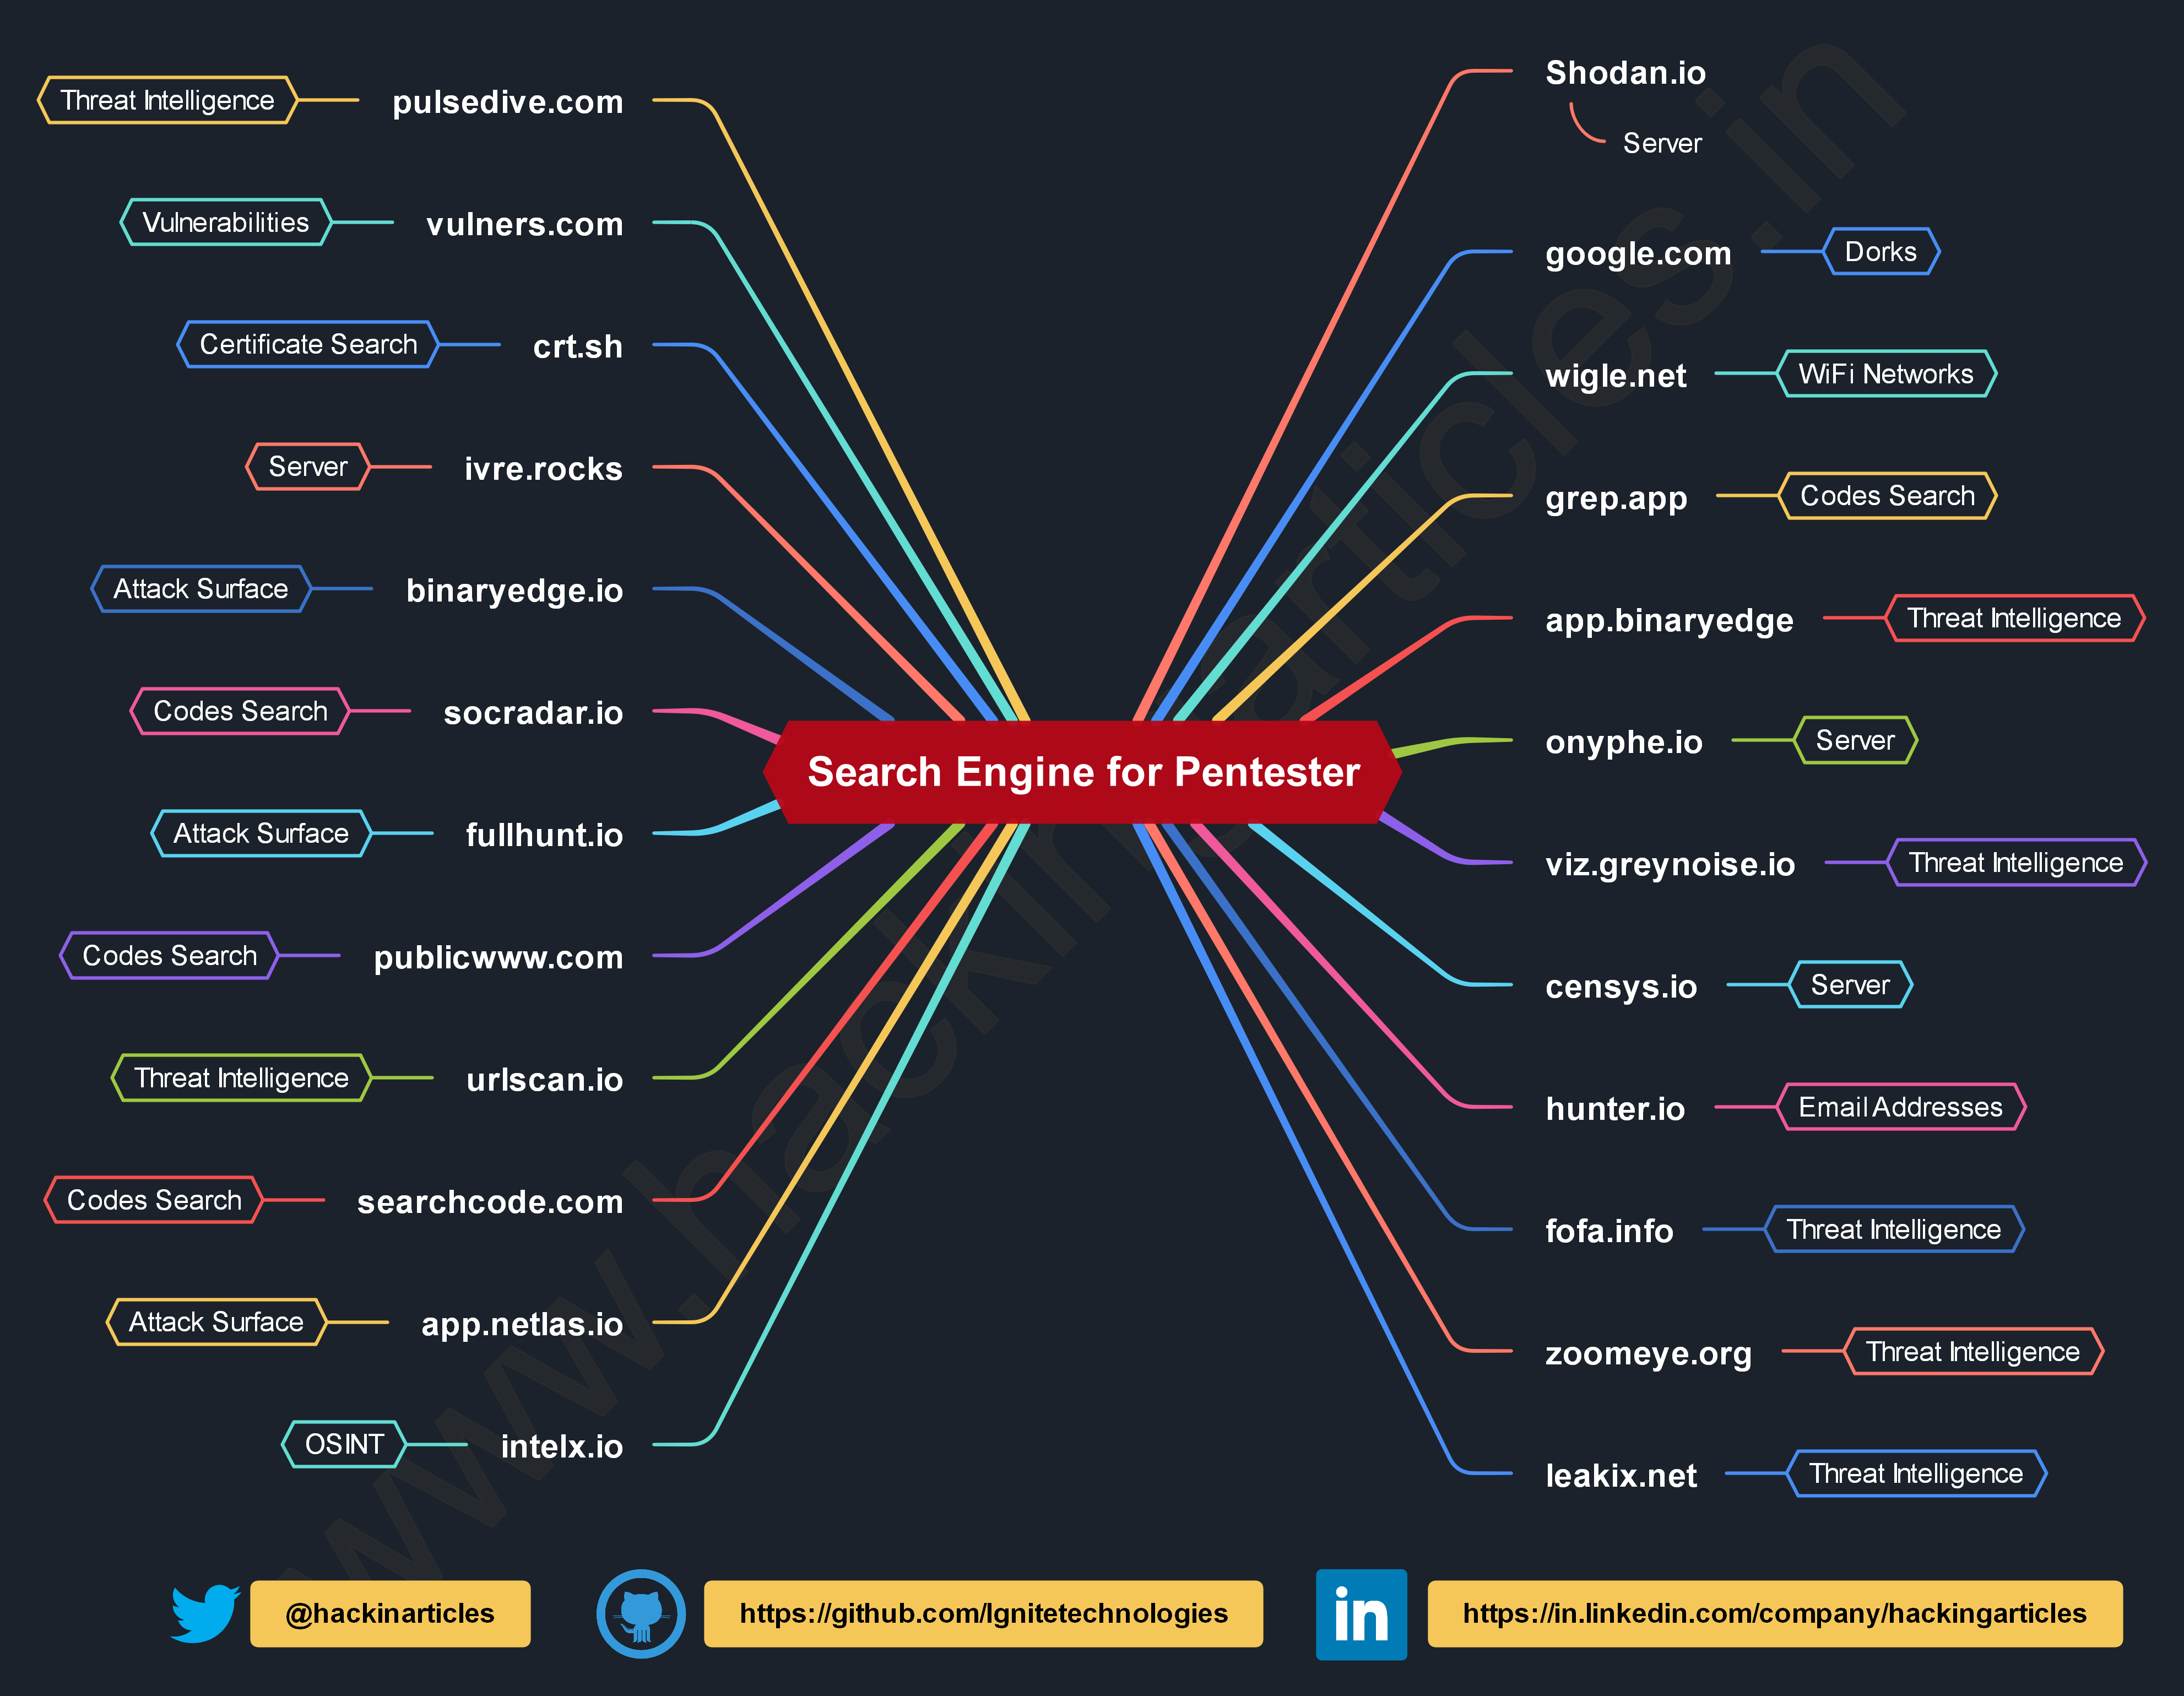 Search Engine for Pentester
Shodan.io
Server
google.com
Dorks
wigle.net
WiFi Networks
grep.app
Codes Search
app.binaryedge
Threat Intelligence
onyphe.io
Server
viz.greynoise.io
Threat Intelligence
censys.io
Server
hunter.io
Email Addresses
fofa.info
Threat Intelligence
zoomeye.org
Threat Intelligence
leakix.net
Threat Intelligence
pulsedive.com
Threat Intelligence
vulners.com
Vulnerabilities
crt.sh
Certificate Search
ivre.rocks
Server
binaryedge.io
Attack Surface
socradar.io
Codes Search
fullhunt.io
Attack Surface
publicwww.com
Codes Search
urlscan.io
Threat Intelligence
searchcode.com
Codes Search
app.netlas.io
Attack Surface
intelx.io
OSINT
www.hackingarticles.in
@hackinarticles
https://github.com/Ignitetechnologies
in
https://in.linkedin.com/company/hackingarticles